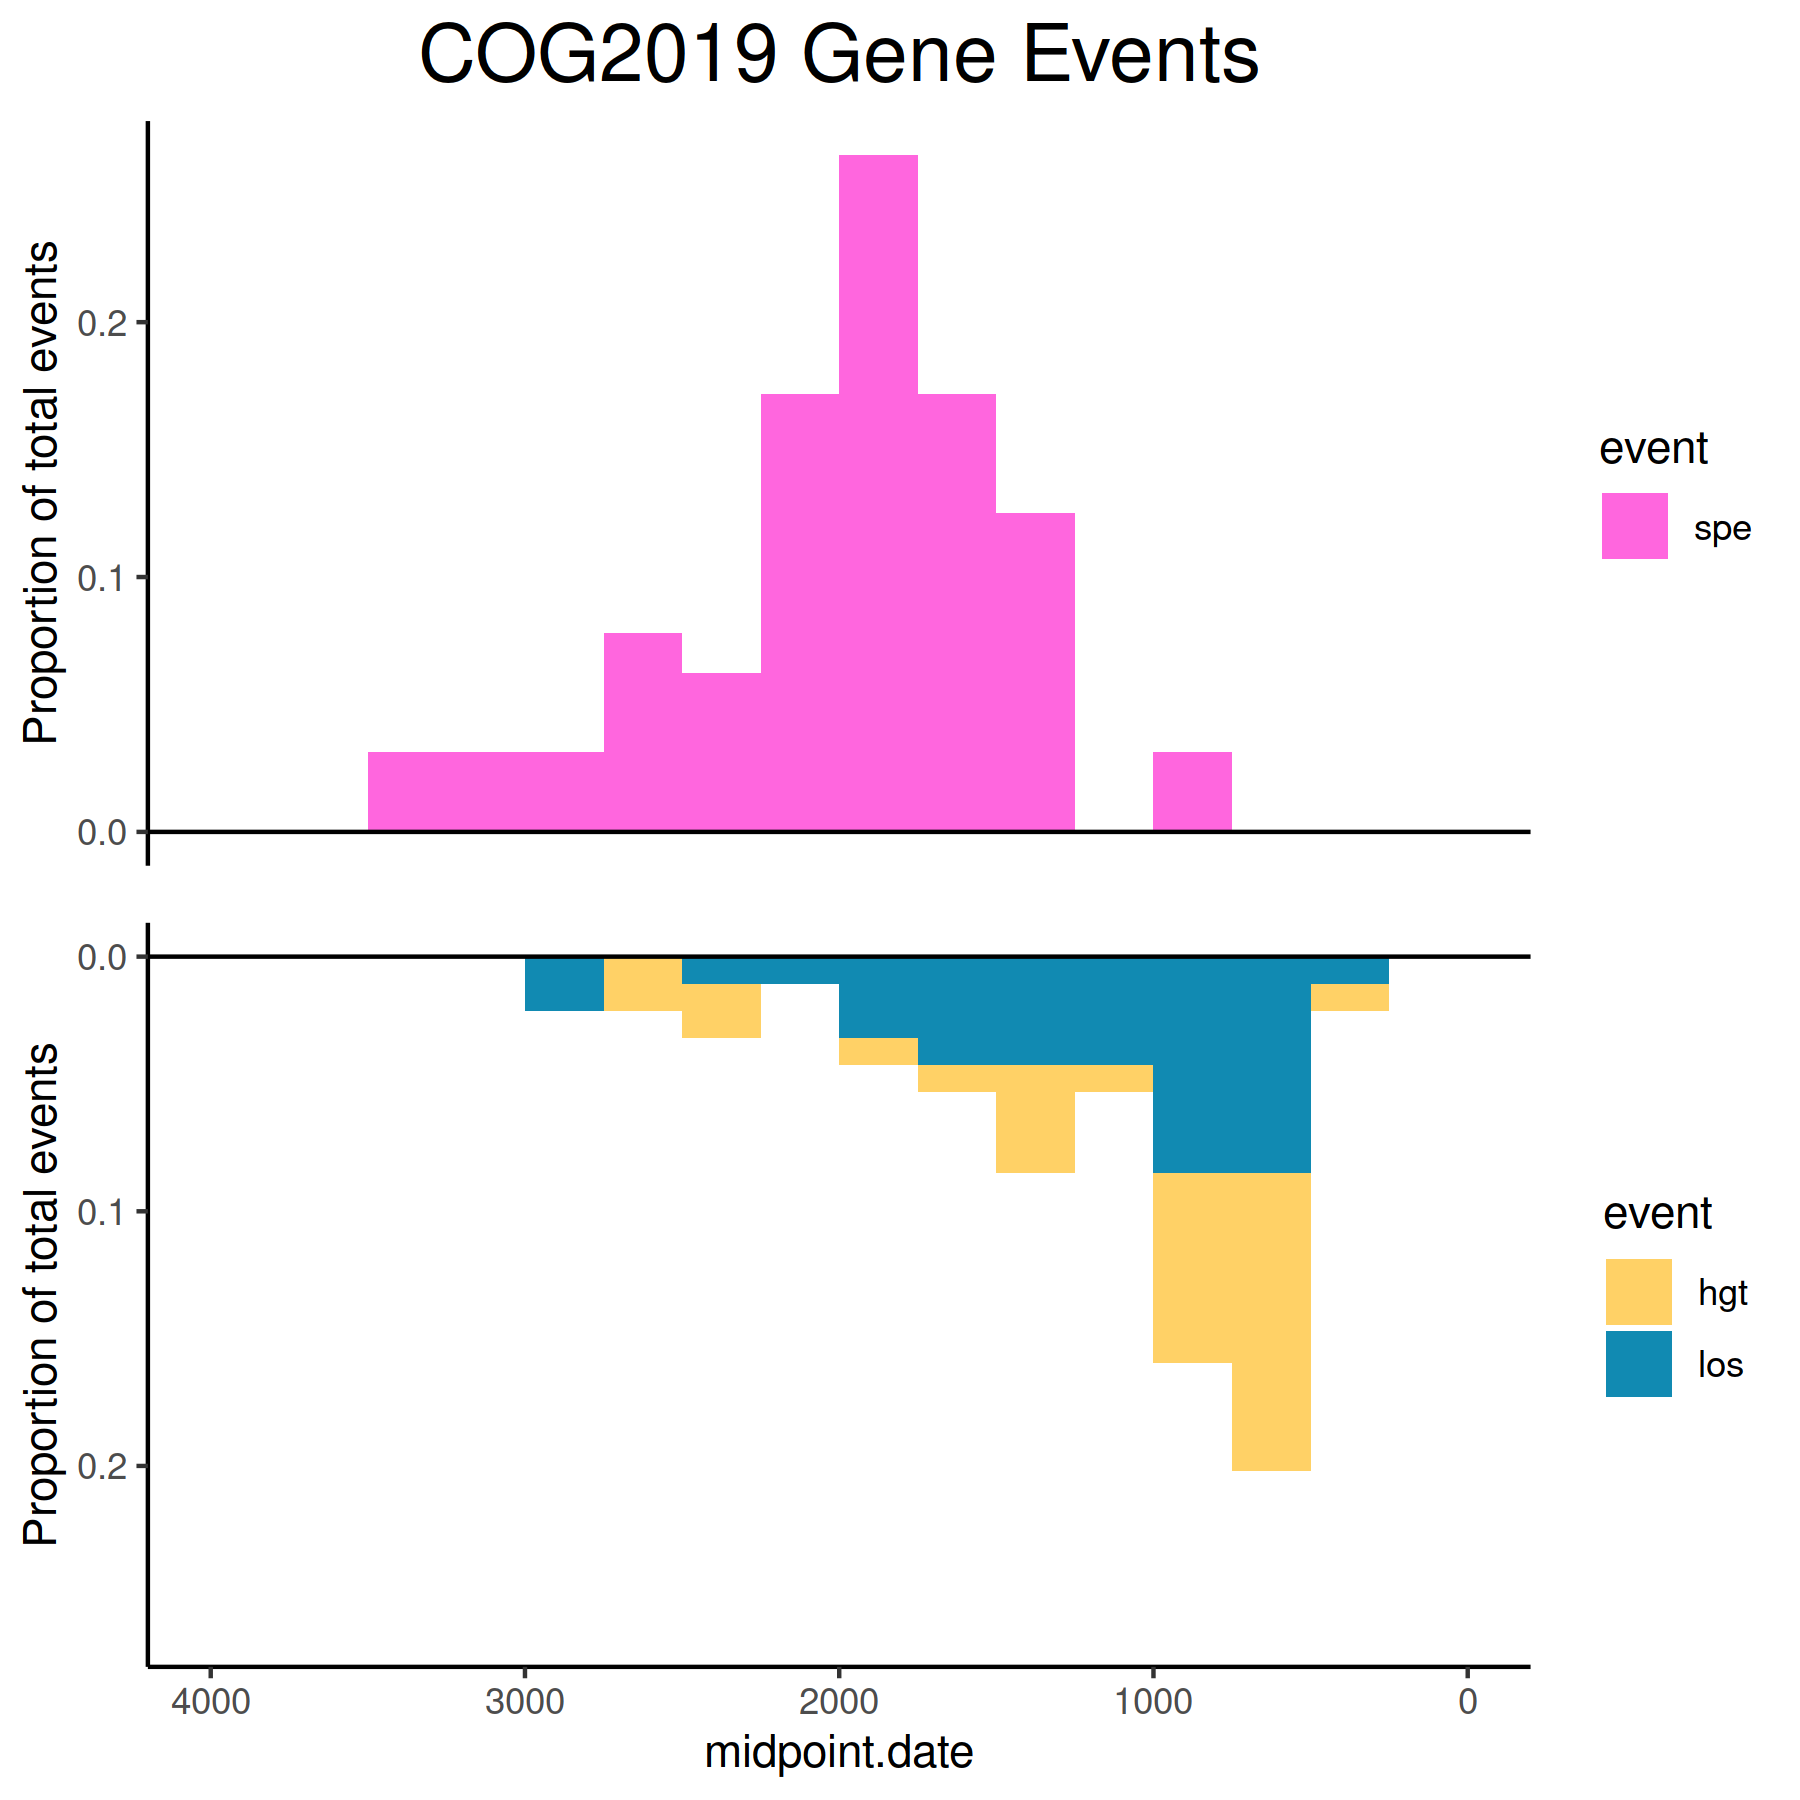 COG2019 Gene Events
Proportion of total events
0.2
0.1
0.0
event
spe
Proportion of total events
0.0
0.1
0.2
event
hgt
los
4000 3000 2000 1000 0
midpoint.date